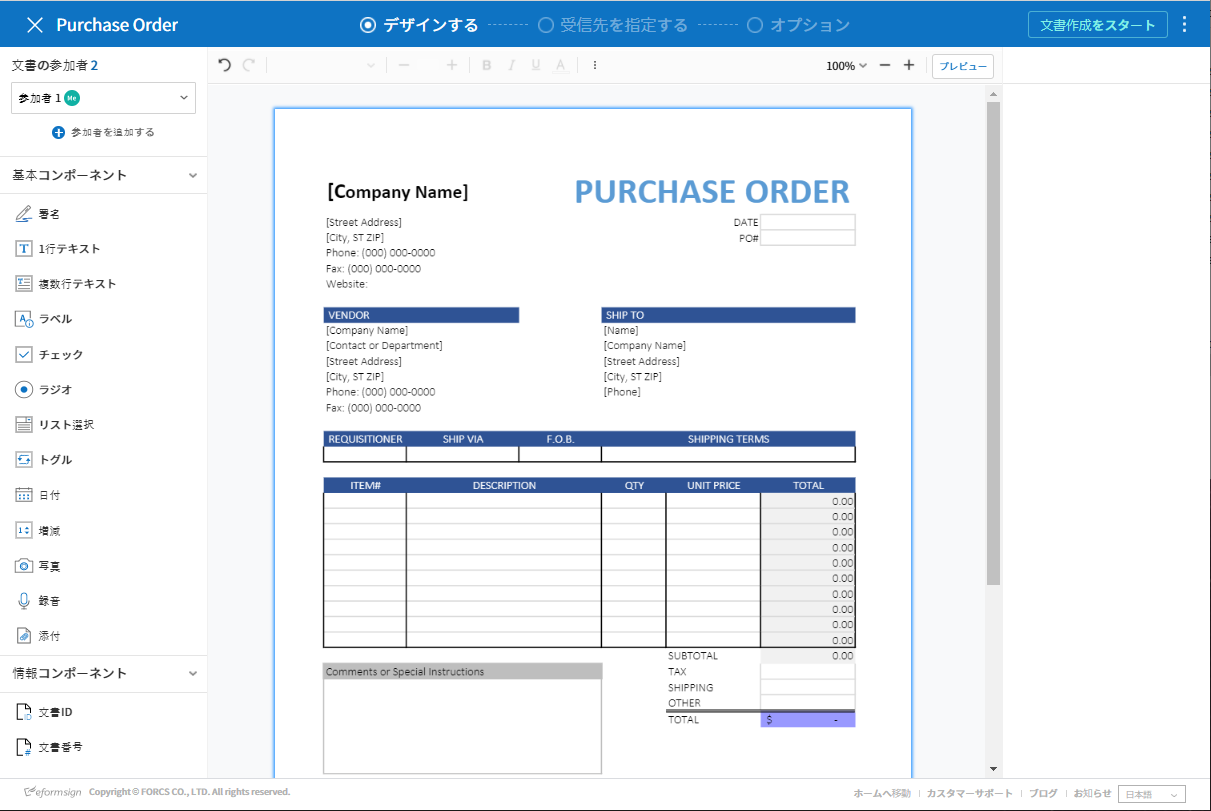 Purchase Order
デザインする
受信先を指定する
オプション
文書作成をスタート
文書の参加者 2
100%
プレビュー
参加者 1 Me
参加者を追加する
基本コンポーネント
署名
1行テキスト
複数行テキスト
ラベル
チェック
ラジオ
リスト選択
トグル
日付
増減
写真
録音
添付
情報コンポーネント
文書ID
文書番号
[Company Name]
PURCHASE ORDER
[Street Address]
DATE
[City, ST ZIP]
PO#
Phone: (000) 000-0000
Fax: (000) 000-0000
Website:
VENDOR
[Company Name]
[Contact or Department]
[Street Address]
[City, ST ZIP]
Phone: (000) 000-0000
Fax: (000) 000-0000
SHIP TO
[Name]
[Company Name]
[Street Address]
[City, ST ZIP]
[Phone]
REQUISITIONER SHIP VIA F.O.B. SHIPPING TERMS
ITEM# DESCRIPTION QTY UNIT PRICE TOTAL
0.00
0.00
0.00
0.00
0.00
0.00
0.00
0.00
0.00
0.00
SUBTOTAL 0.00
TAX
SHIPPING
OTHER
TOTAL $ -
Comments or Special Instructions
eformsign Copyright © FORCS CO., LTD. All rights reserved.
ホームへ移動 | カスタマーサポート | ブログ | お知らせ 日本語